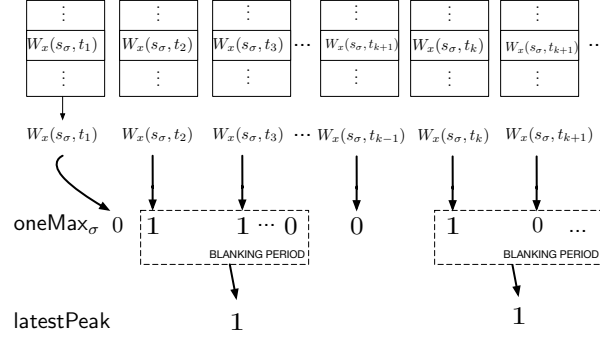 ⋮ ⋮ ⋮ ⋮ ⋮ ⋮
W_x(s_σ, t_1) W_x(s_σ, t_2) W_x(s_σ, t_3) ... W_x(s_σ, t_{k+1}) W_x(s_σ, t_k) W_x(s_σ, t_{k+1}) ...
⋮ ⋮ ⋮ ⋮ ⋮ ⋮
W_x(s_σ, t_1) W_x(s_σ, t_2) W_x(s_σ, t_3) ... W_x(s_σ, t_{k−1}) W_x(s_σ, t_k) W_x(s_σ, t_{k+1})
oneMax_σ 0 1 1 ... 0 0 1 0 ...
BLANKING PERIOD BLANKING PERIOD
latestPeak 1 1